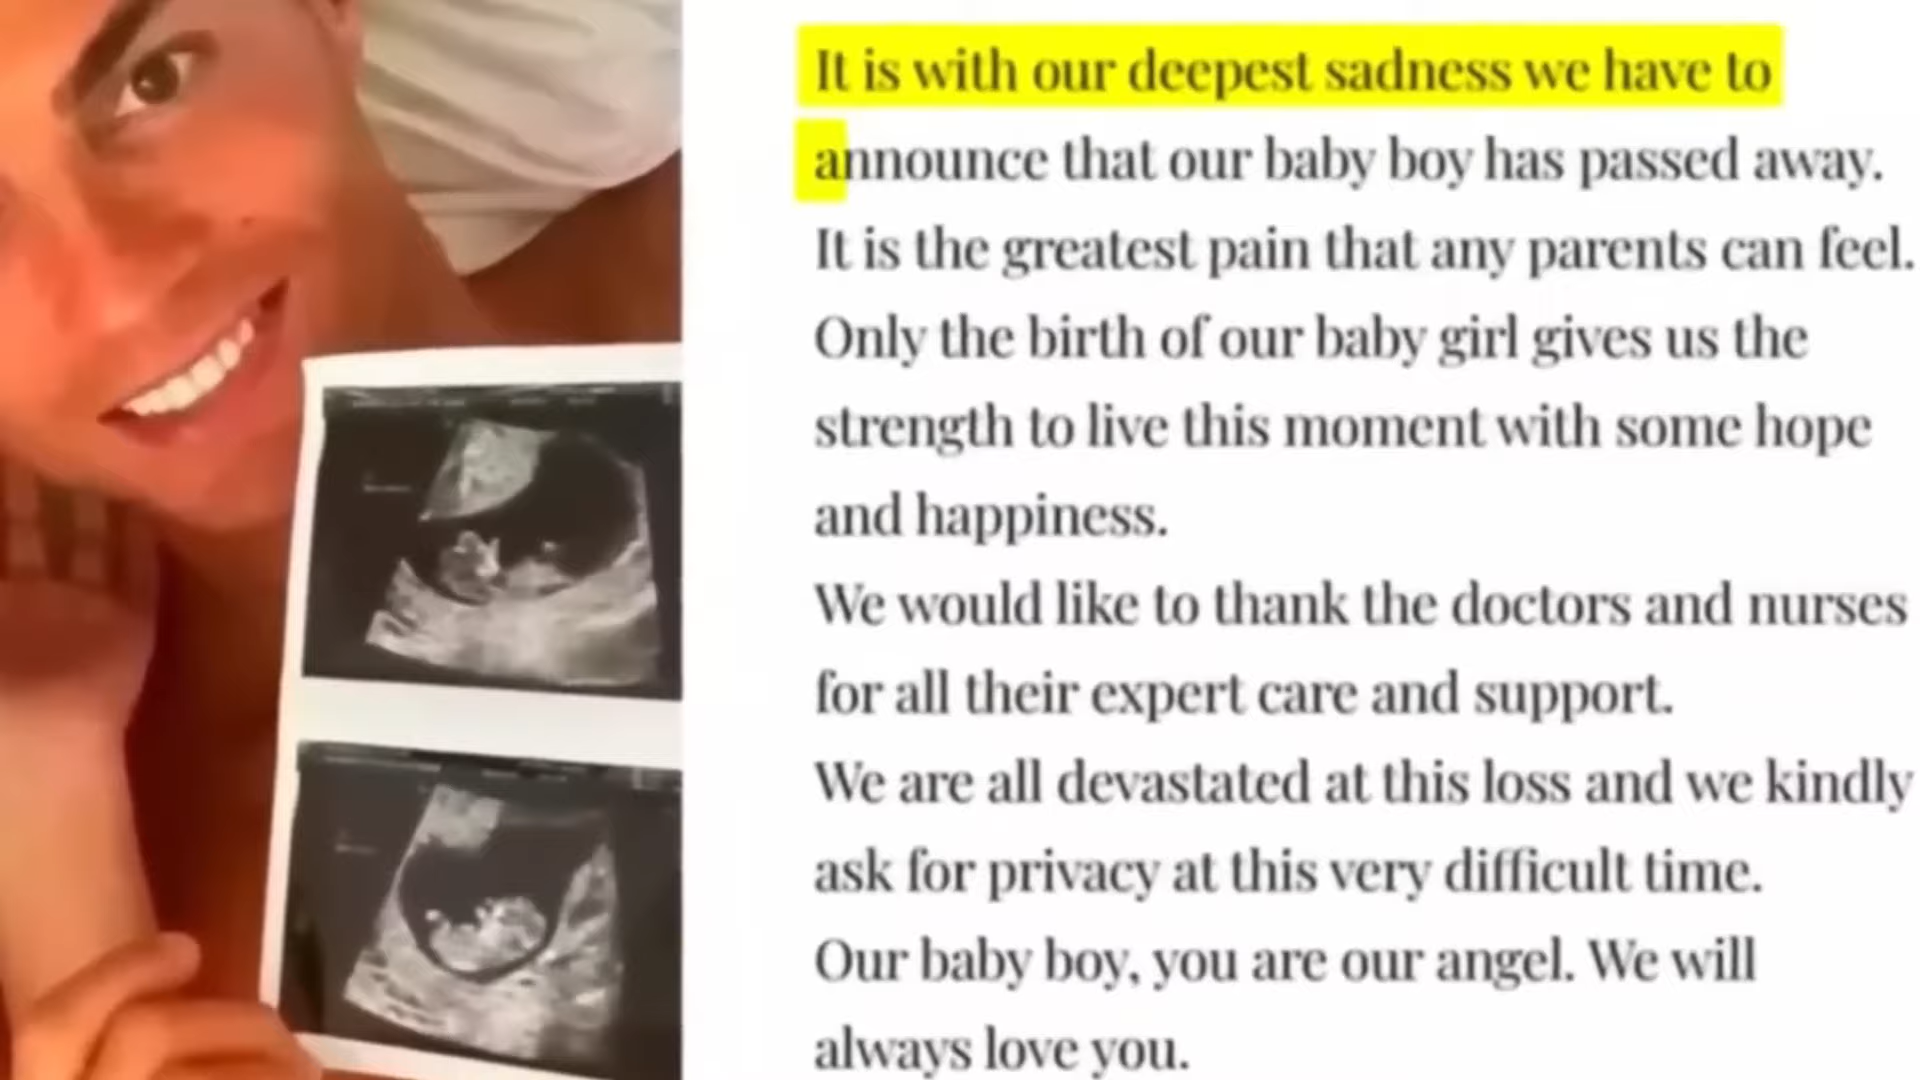 It is with our deepest sadness we have to
announce that our baby boy has passed away.
It is the greatest pain that any parents can feel.
Only the birth of our baby girl gives us the
strength to live this moment with some hope
and happiness.
We would like to thank the doctors and nurses
for all their expert care and support.
We are all devastated at this loss and we kindly
ask for privacy at this very difficult time.
Our baby boy, you are our angel. We will
always love you.